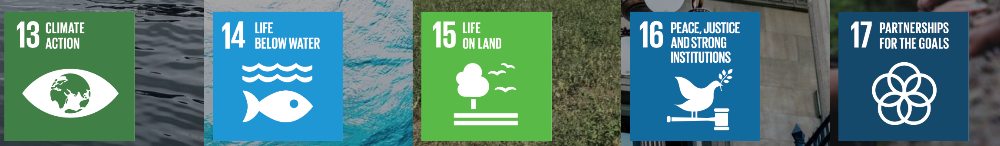 13 CLIMATE
ACTION
14 LIFE
BELOW WATER
15 LIFE
ON LAND
16 PEACE, JUSTICE
AND STRONG
INSTITUTIONS
17 PARTNERSHIPS
FOR THE GOALS